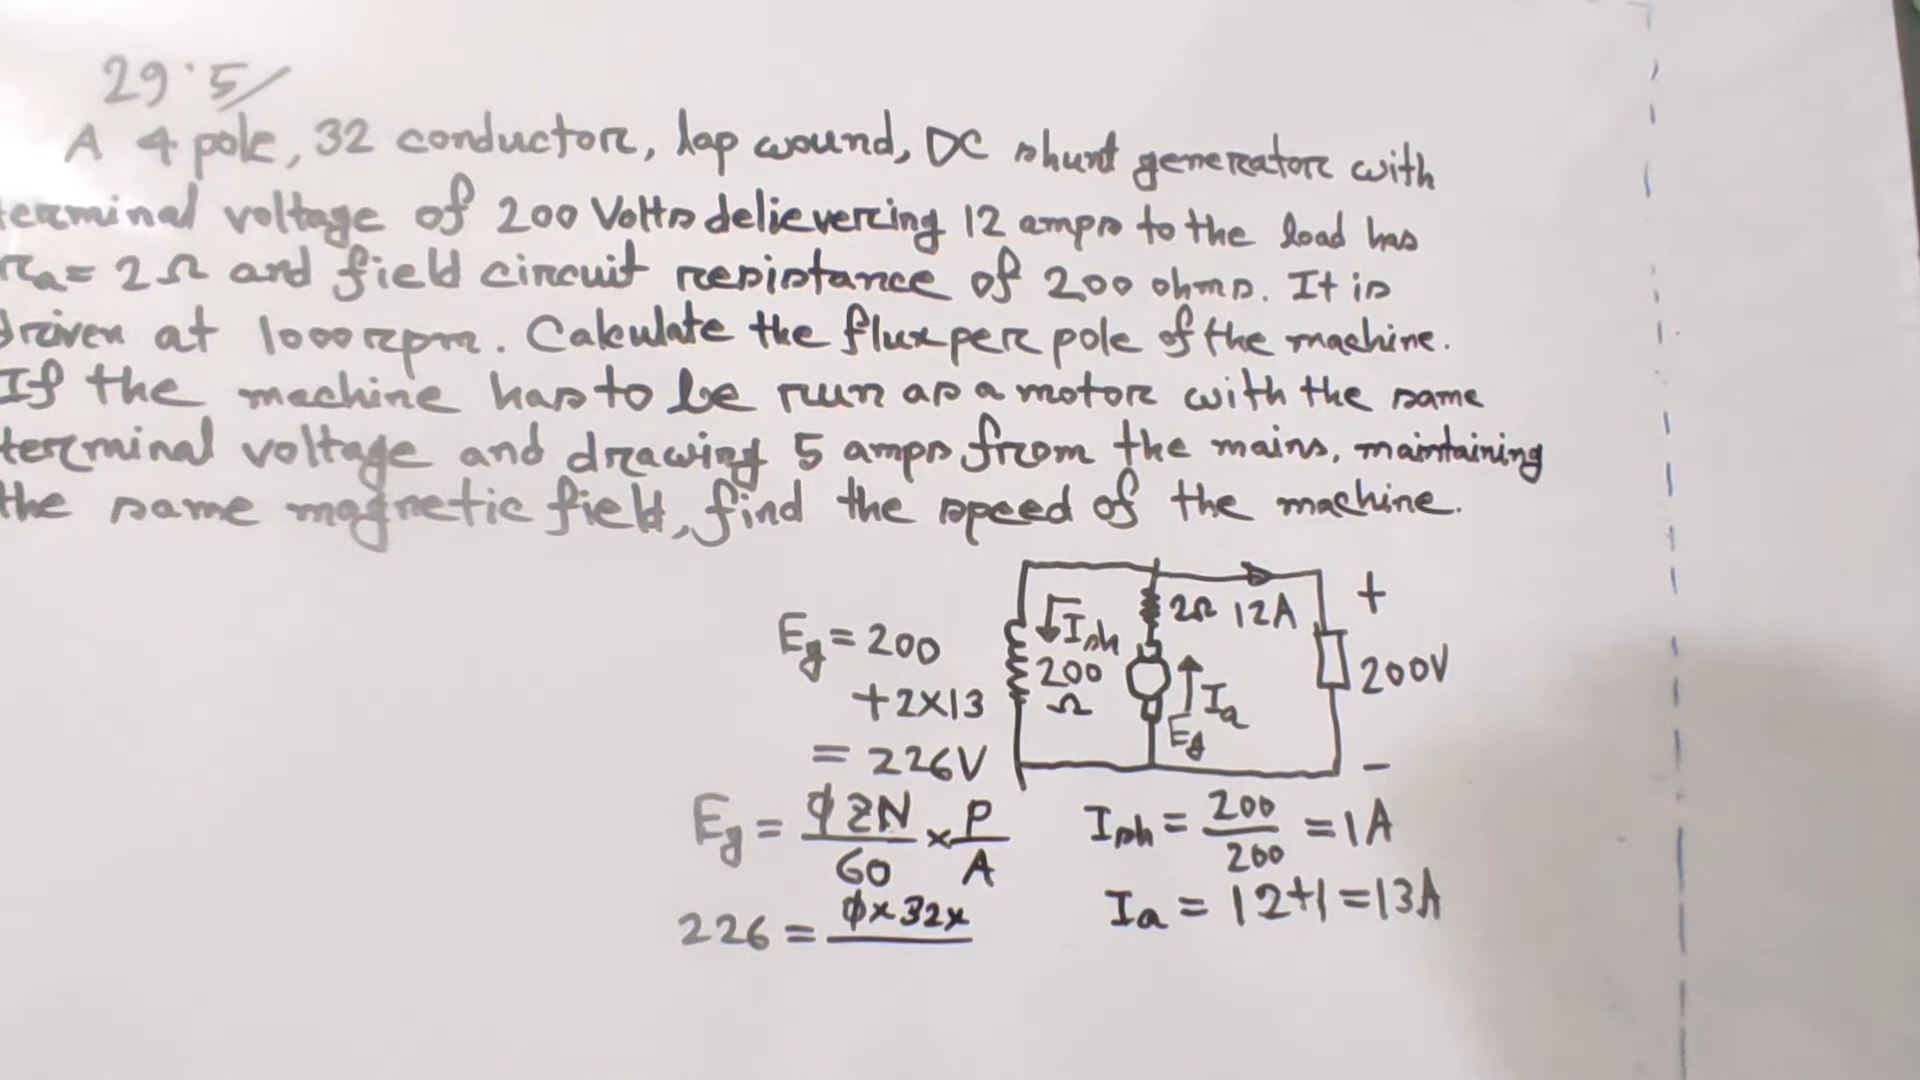 29.5/
A 4 pole, 32 conductor, lap wound, DC shunt generator with
terminal voltage of 200 Volts delievering 12 amps to the load has
ra = 2Ω and field circuit resistance of 200 ohms. It is
driven at 1000 rpm. Calculate the flux per pole of the machine.
If the machine has to be run as a motor with the same
terminal voltage and drawing 5 amps from the mains, maintaining
the same magnetic field, find the speed of the machine.
Eg = 200
+2×13
= 226V
Ish
200
Ω
2Ω 12A
Ia
Eg
+
200V
-
Eg = φZN/60 × P/A
226 = φ×32×
Ish = 200/200 = 1A
Ia = 12+1 = 13A